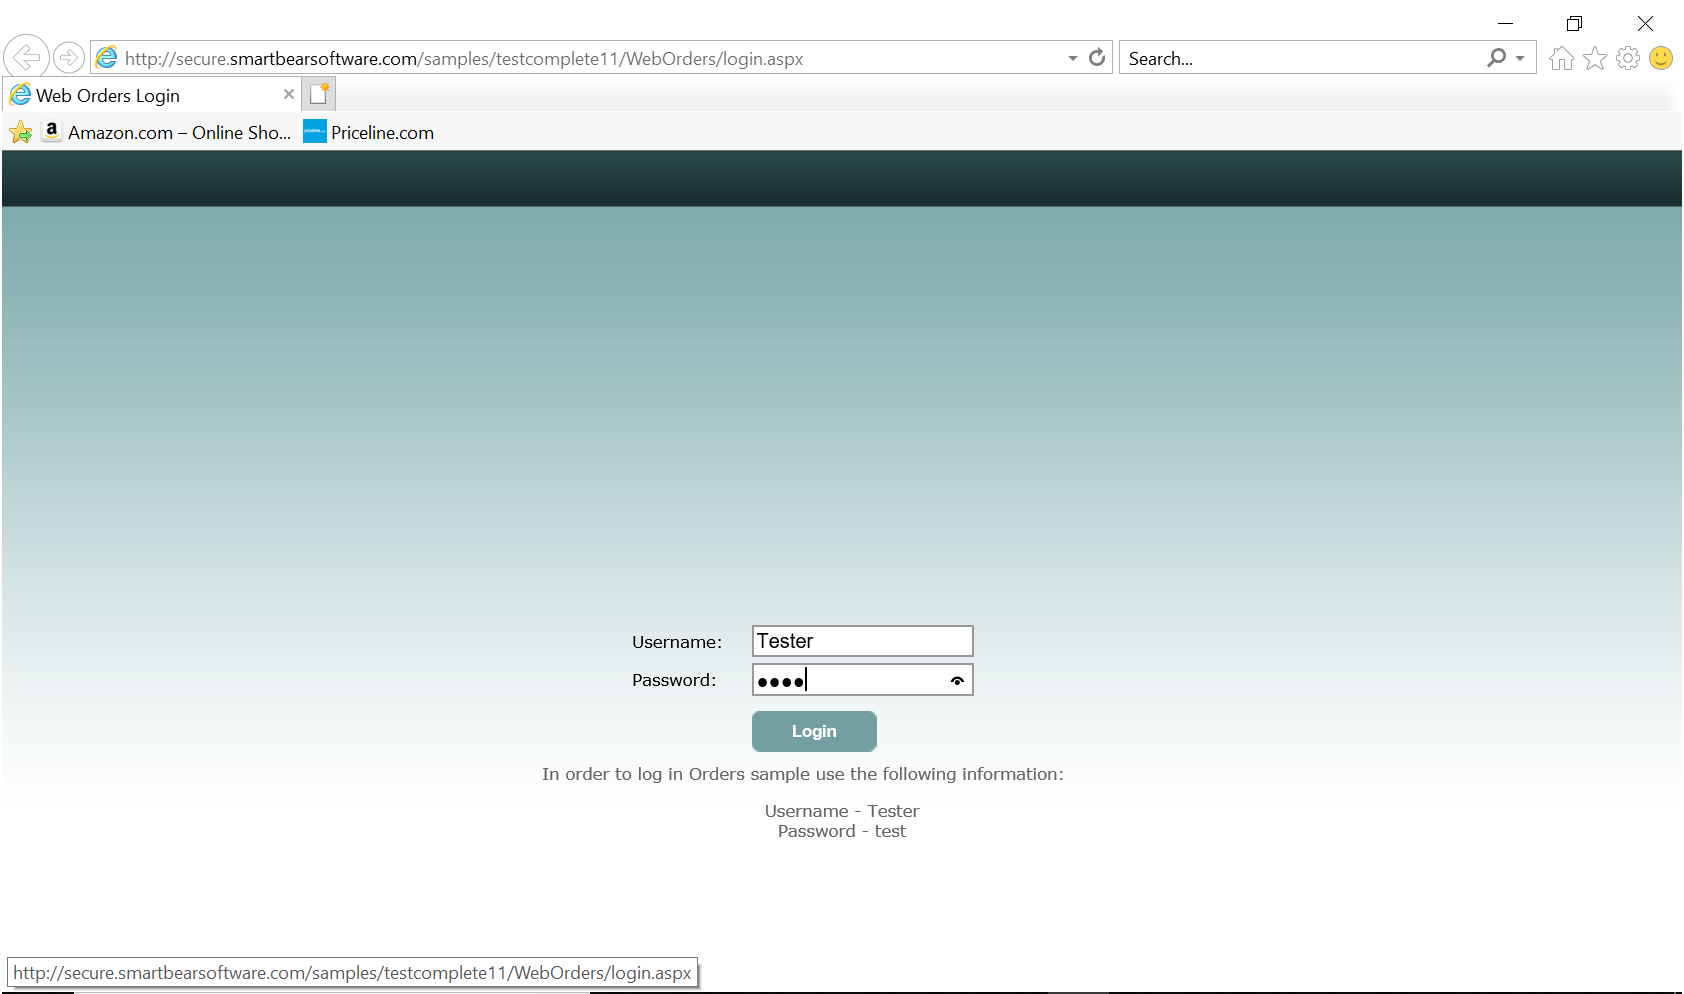 http://secure.smartbearsoftware.com/samples/testcomplete11/WebOrders/login.aspx
Search...
Web Orders Login
a Amazon.com – Online Sho...
Priceline.com
Username: Tester
Password: ●●●●
Login
In order to log in Orders sample use the following information:
Username - Tester
Password - test
http://secure.smartbearsoftware.com/samples/testcomplete11/WebOrders/login.aspx